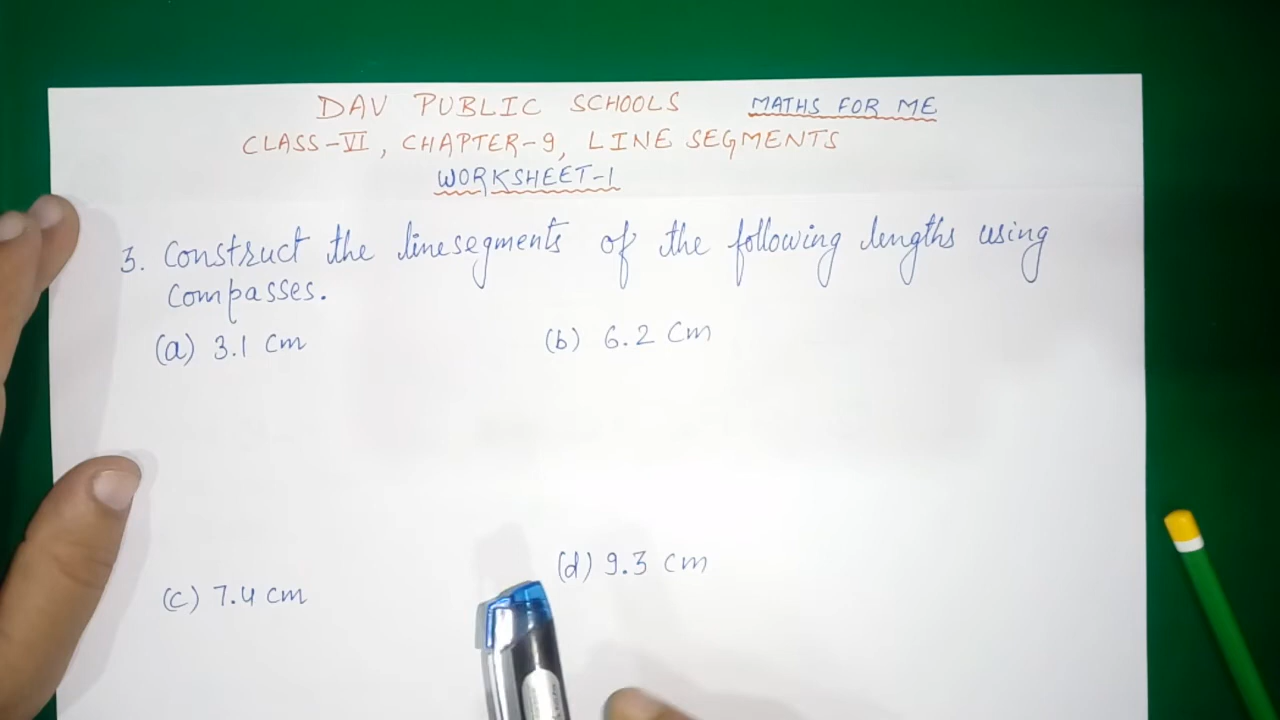 DAV PUBLIC SCHOOLS MATHS FOR ME
CLASS-VI, CHAPTER-9, LINE SEGMENTS
WORKSHEET-1
3. Construct the linesegments of the following lengths using
compasses.
(a) 3.1 cm (b) 6.2 cm
(d) 9.3 cm
(c) 7.4 cm